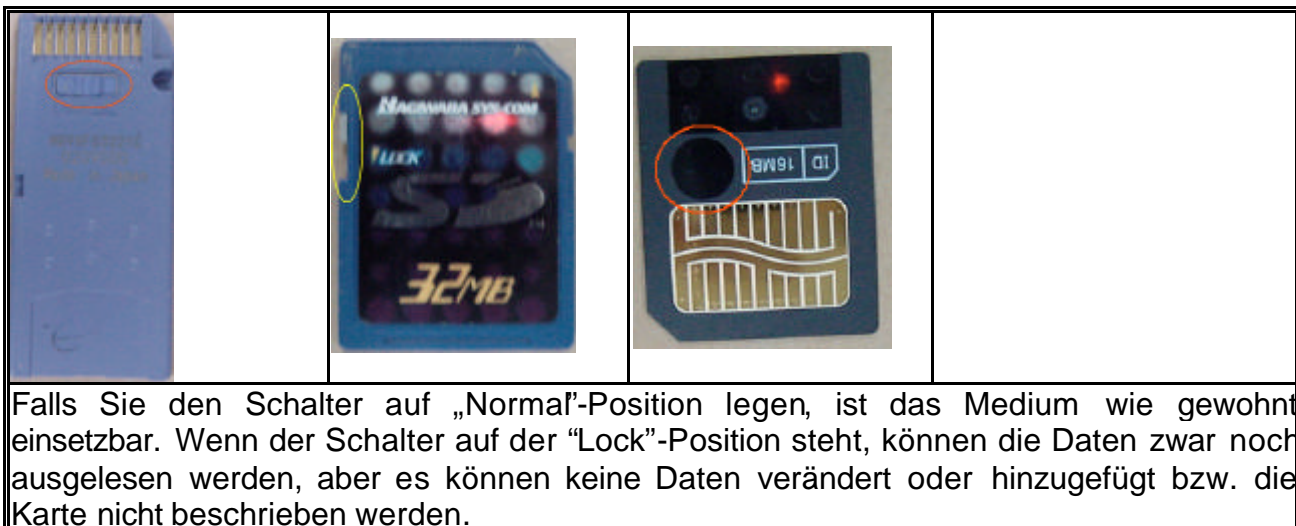 HAGIWARA SYS-COM
LOCK
SD
32MB
16MB
ID
Falls Sie den Schalter auf „Normal”-Position legen, ist das Medium wie gewohnt
einsetzbar. Wenn der Schalter auf der “Lock”-Position steht, können die Daten zwar noch
ausgelesen werden, aber es können keine Daten verändert oder hinzugefügt bzw. die
Karte nicht beschrieben werden.